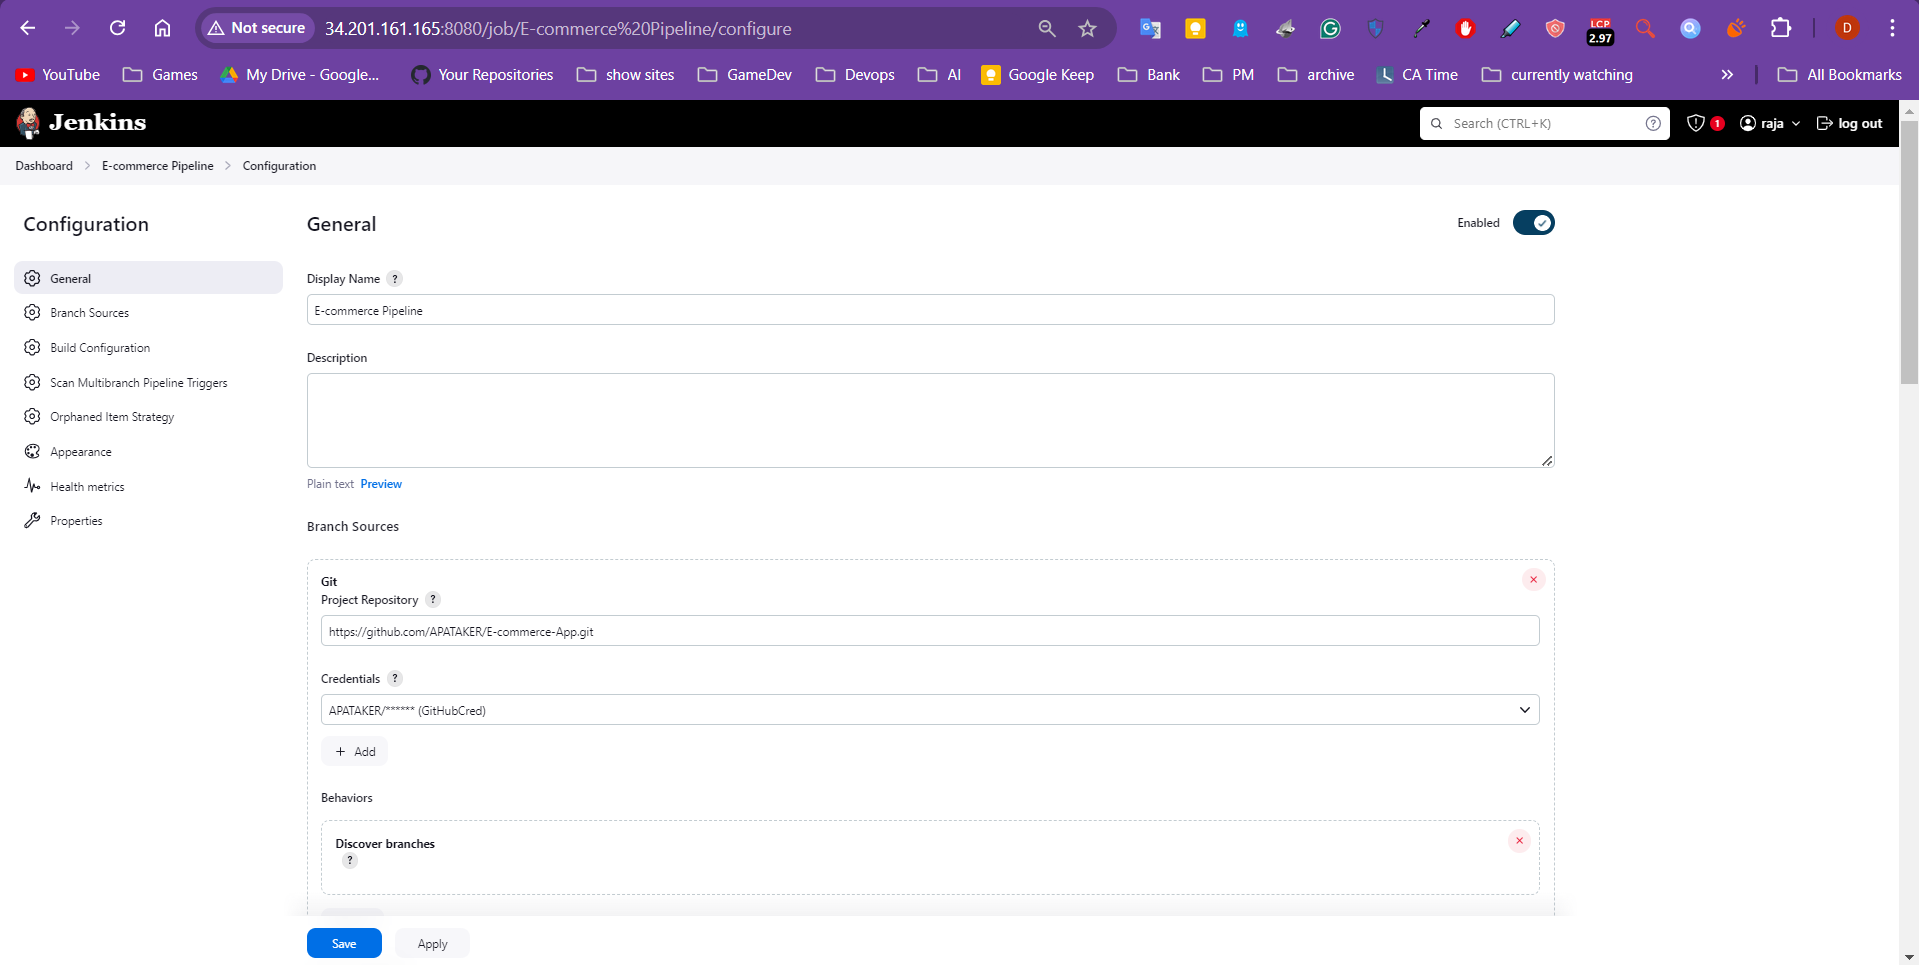 Not secure 34.201.161.165:8080/job/E-commerce%20Pipeline/configure
LCP
2.97
D
YouTube Games My Drive - Google... Your Repositories show sites GameDev Devops AI Google Keep Bank PM archive CA Time currently watching » All Bookmarks
Jenkins Search (CTRL+K) ? 1 raja log out
Dashboard > E-commerce Pipeline > Configuration
Configuration
General
Branch Sources
Build Configuration
Scan Multibranch Pipeline Triggers
Orphaned Item Strategy
Appearance
Health metrics
Properties
General
Enabled
Display Name ?
E-commerce Pipeline
Description
Plain text Preview
Branch Sources
Git
Project Repository ?
https://github.com/APATAKER/E-commerce-App.git
Credentials ?
APATAKER/****** (GitHubCred)
+ Add
Behaviors
Discover branches
?
Save Apply